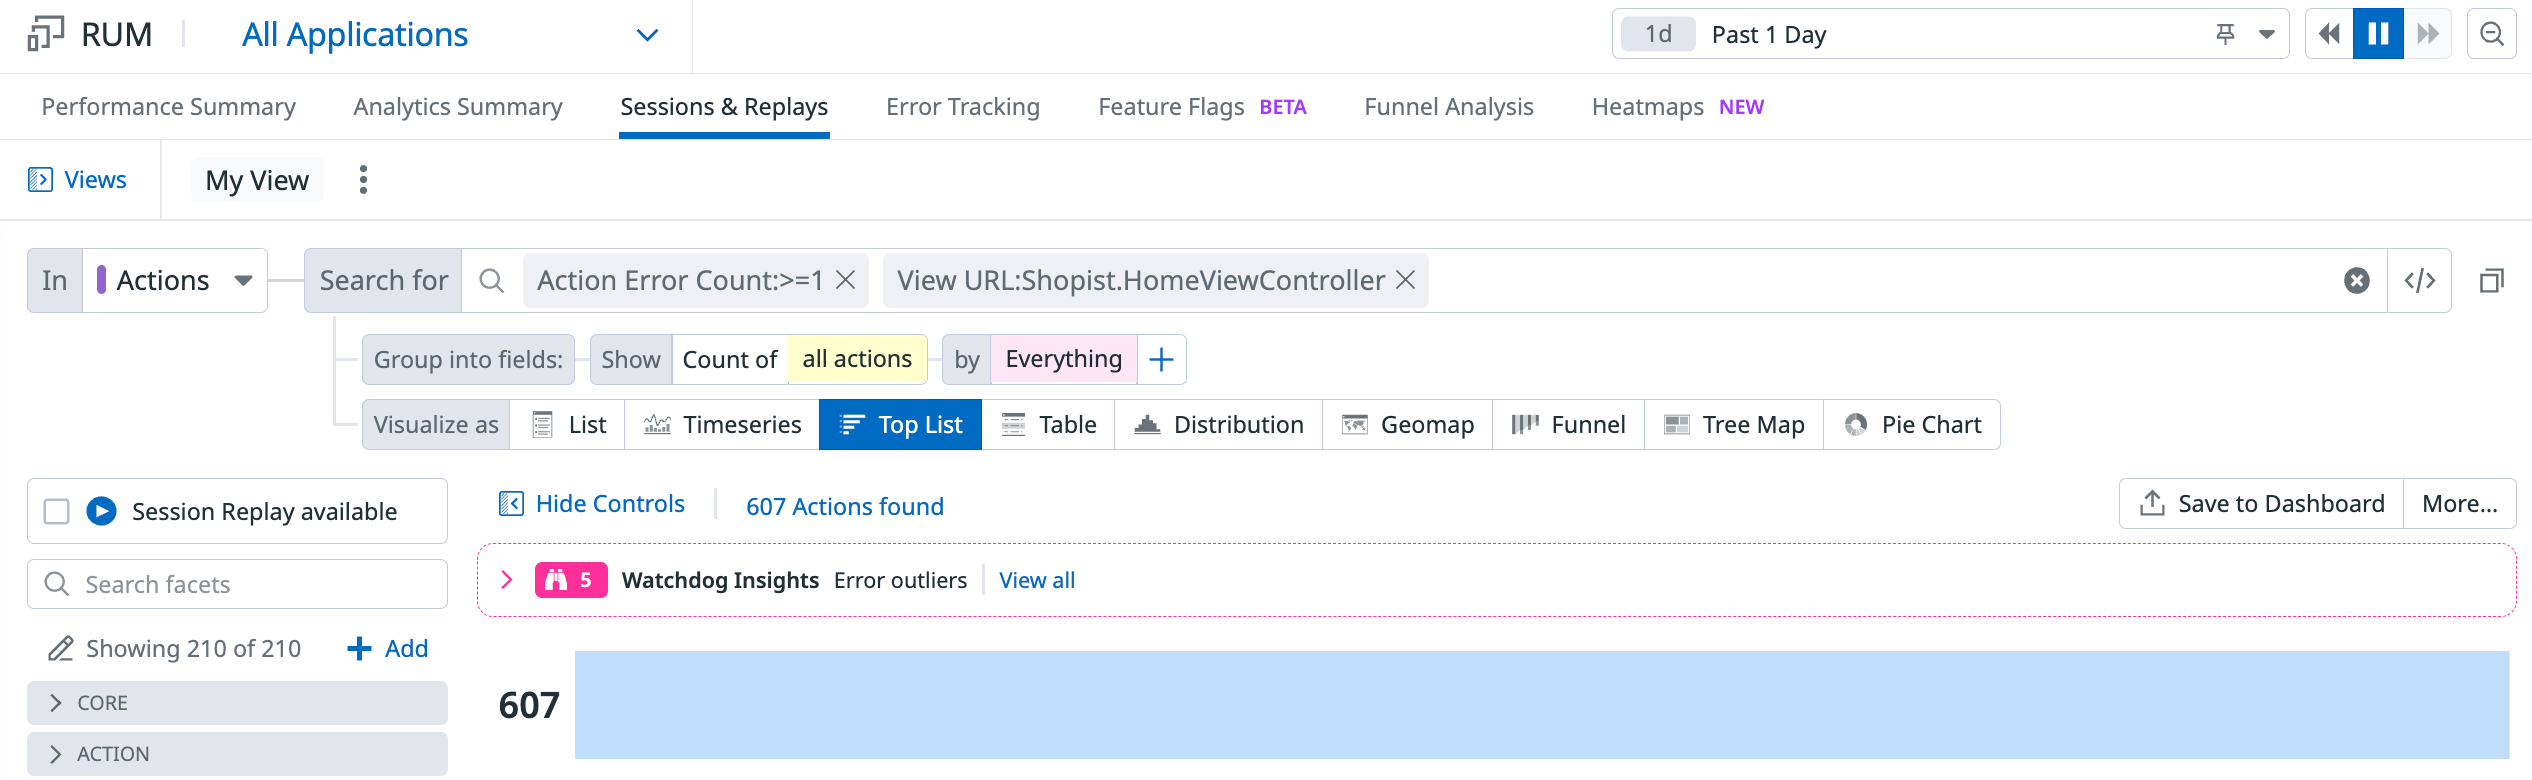 RUM All Applications 1d Past 1 Day
Performance Summary Analytics Summary Sessions & Replays Error Tracking Feature Flags BETA Funnel Analysis Heatmaps NEW
Views My View
In Actions Search for Action Error Count:>=1 View URL:Shopist.HomeViewController </>
Group into fields: Show Count of all actions by Everything
Visualize as List Timeseries Top List Table Distribution Geomap Funnel Tree Map Pie Chart
Session Replay available Hide Controls 607 Actions found Save to Dashboard More...
Search facets 5 Watchdog Insights Error outliers View all
Showing 210 of 210 Add
CORE 607
ACTION